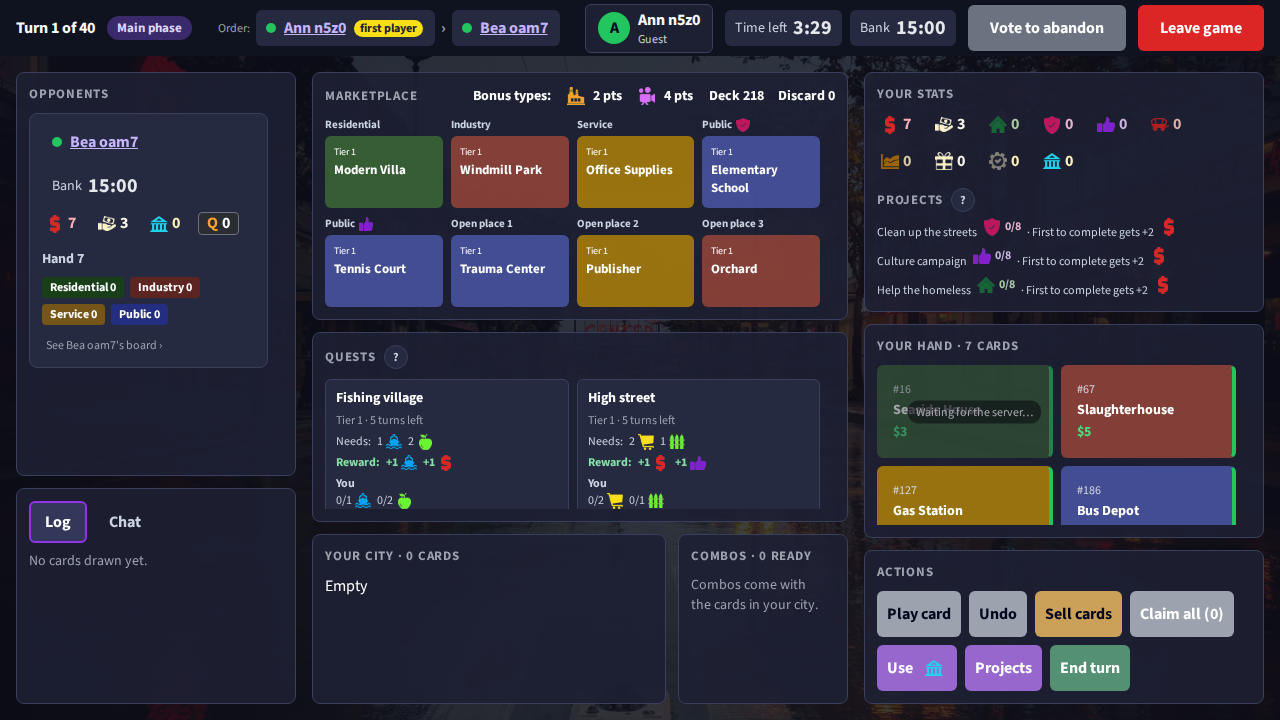 Turn 1 of 40
Main phase
Order:
Ann n5z0
first player
›
Bea oam7
A
Ann n5z0
Guest
Time left 3:29
Bank 15:00
Vote to abandon
Leave game
OPPONENTS
Bea oam7
Bank 15:00
7
3
0
Q 0
Hand 7
Residential 0
Industry 0
Service 0
Public 0
See Bea oam7's board ›
Log
Chat
No cards drawn yet.
MARKETPLACE
Bonus types:
2 pts
4 pts
Deck 218
Discard 0
Residential
Industry
Service
Public
Tier 1
Modern Villa
Tier 1
Windmill Park
Tier 1
Office Supplies
Tier 1
Elementary
School
Public
Open place 1
Open place 2
Open place 3
Tier 1
Tennis Court
Tier 1
Trauma Center
Tier 1
Publisher
Tier 1
Orchard
QUESTS
?
Fishing village
Tier 1 · 5 turns left
Needs: 1 2
Reward: +1 +1
You
0/1 0/2
High street
Tier 1 · 5 turns left
Needs: 2 1
Reward: +1 +1
You
0/2 0/1
YOUR CITY · 0 CARDS
Empty
COMBOS · 0 READY
Combos come with
the cards in your city.
YOUR STATS
7 3 0 0 0 0
0 0 0 0
PROJECTS
?
Clean up the streets 0/8 · First to complete gets +2
Culture campaign 0/8 · First to complete gets +2
Help the homeless 0/8 · First to complete gets +2
YOUR HAND · 7 CARDS
#16
Waiting for the server…
$3
#67
Slaughterhouse
$5
#127
Gas Station
#186
Bus Depot
ACTIONS
Play card
Undo
Sell cards
Claim all (0)
Use
Projects
End turn